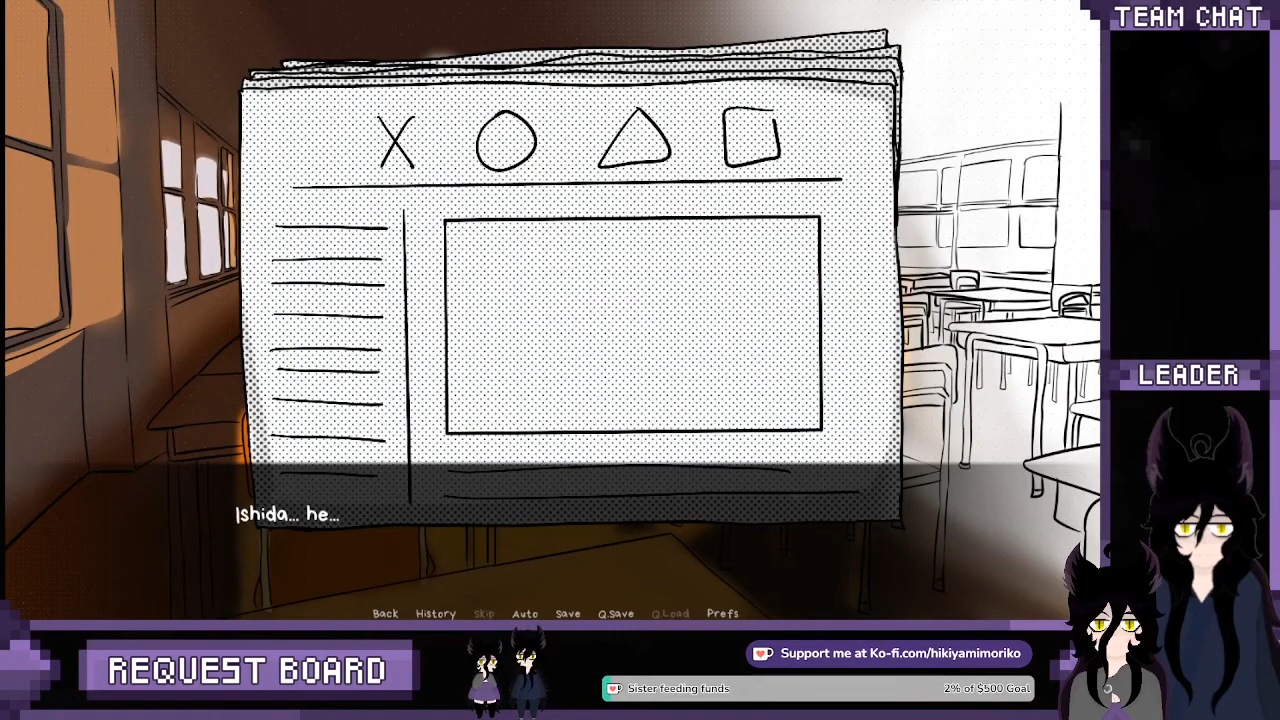 TEAM CHAT
Ishida... he...
LEADER
Back History Skip Auto Save Q.Save Q.Load Prefs
REQUEST BOARD
Support me at Ko-fi.com/hikiyamimoriko
Sister feeding funds 2% of $500 Goal